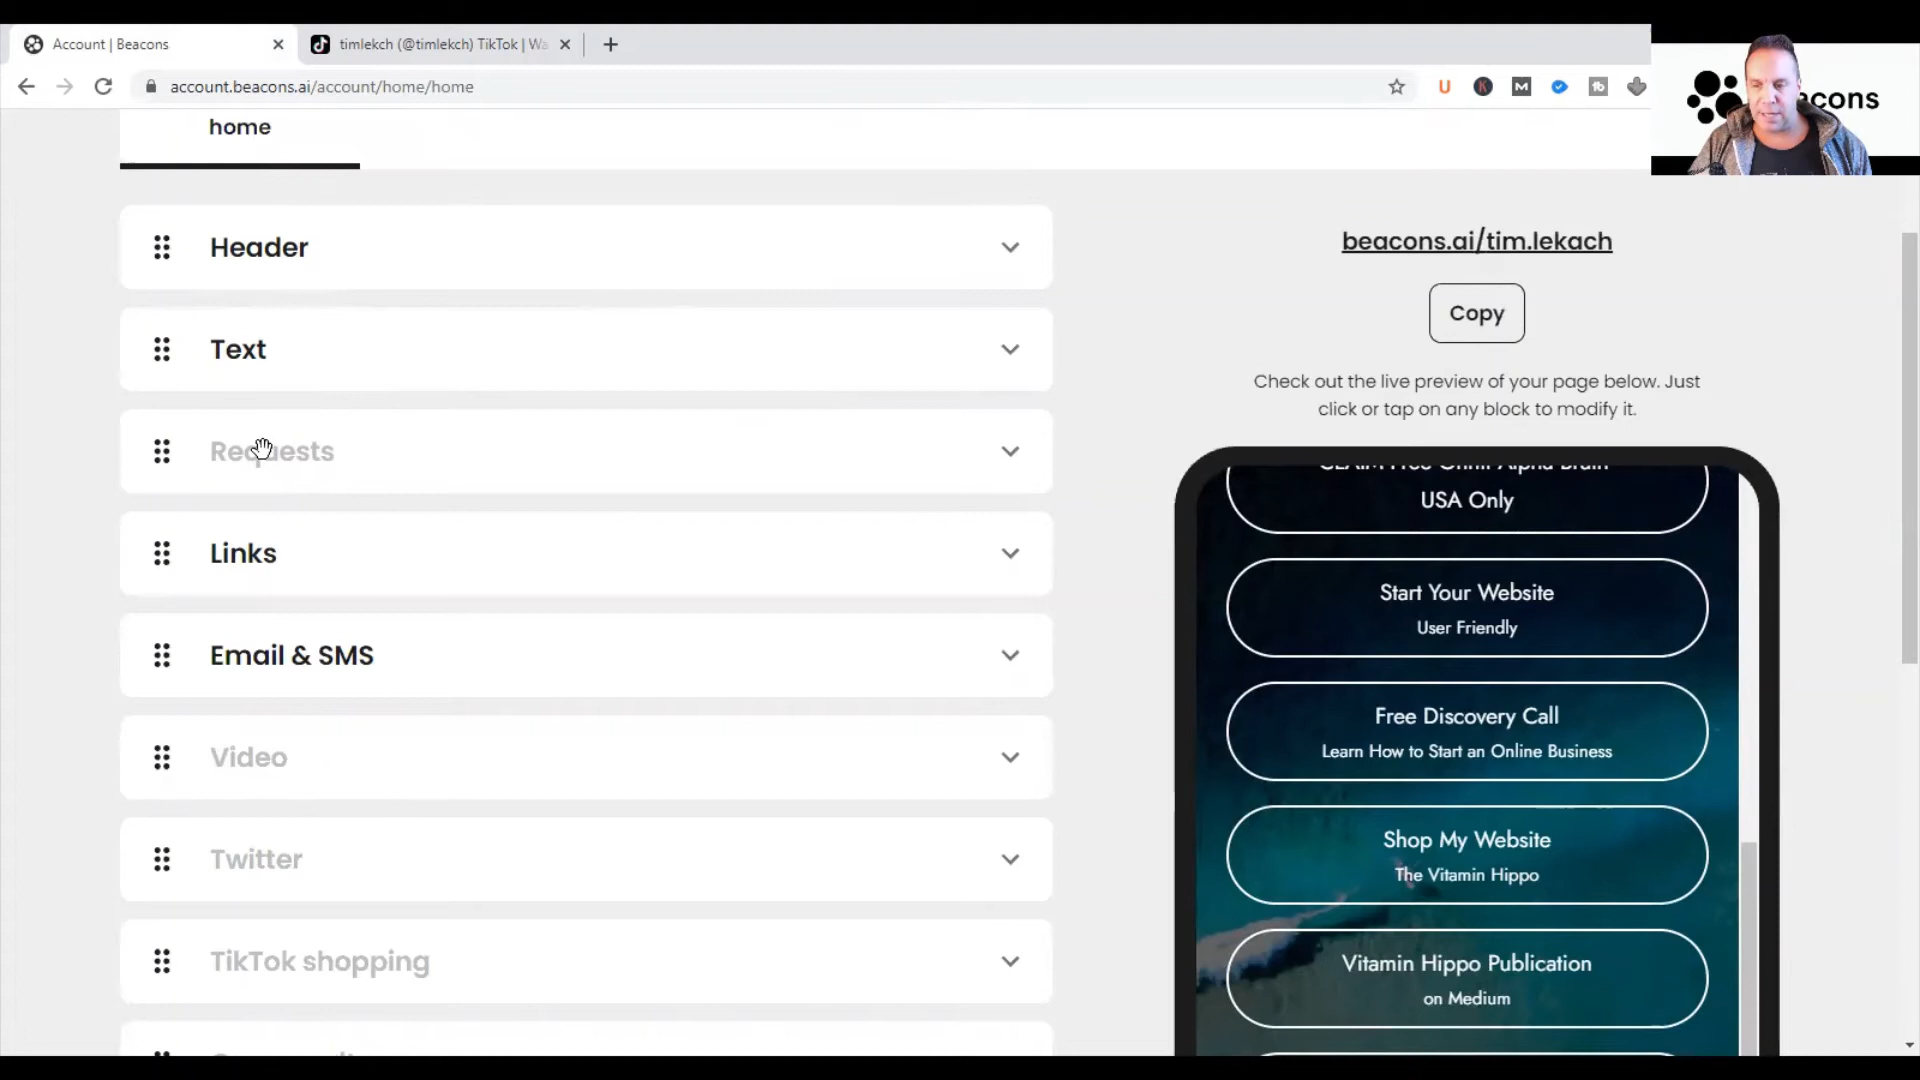 Account | Beacons
timlekch (@timlekch) TikTok | Wa
account.beacons.ai/account/home/home
home
Header
Text
Requests
Links
Email & SMS
Video
Twitter
TikTok shopping
beacons.ai/tim.lekach
Copy
Check out the live preview of your page below. Just
click or tap on any block to modify it.
USA Only
Start Your Website
User Friendly
Free Discovery Call
Learn How to Start an Online Business
Shop My Website
The Vitamin Hippo
Vitamin Hippo Publication
on Medium